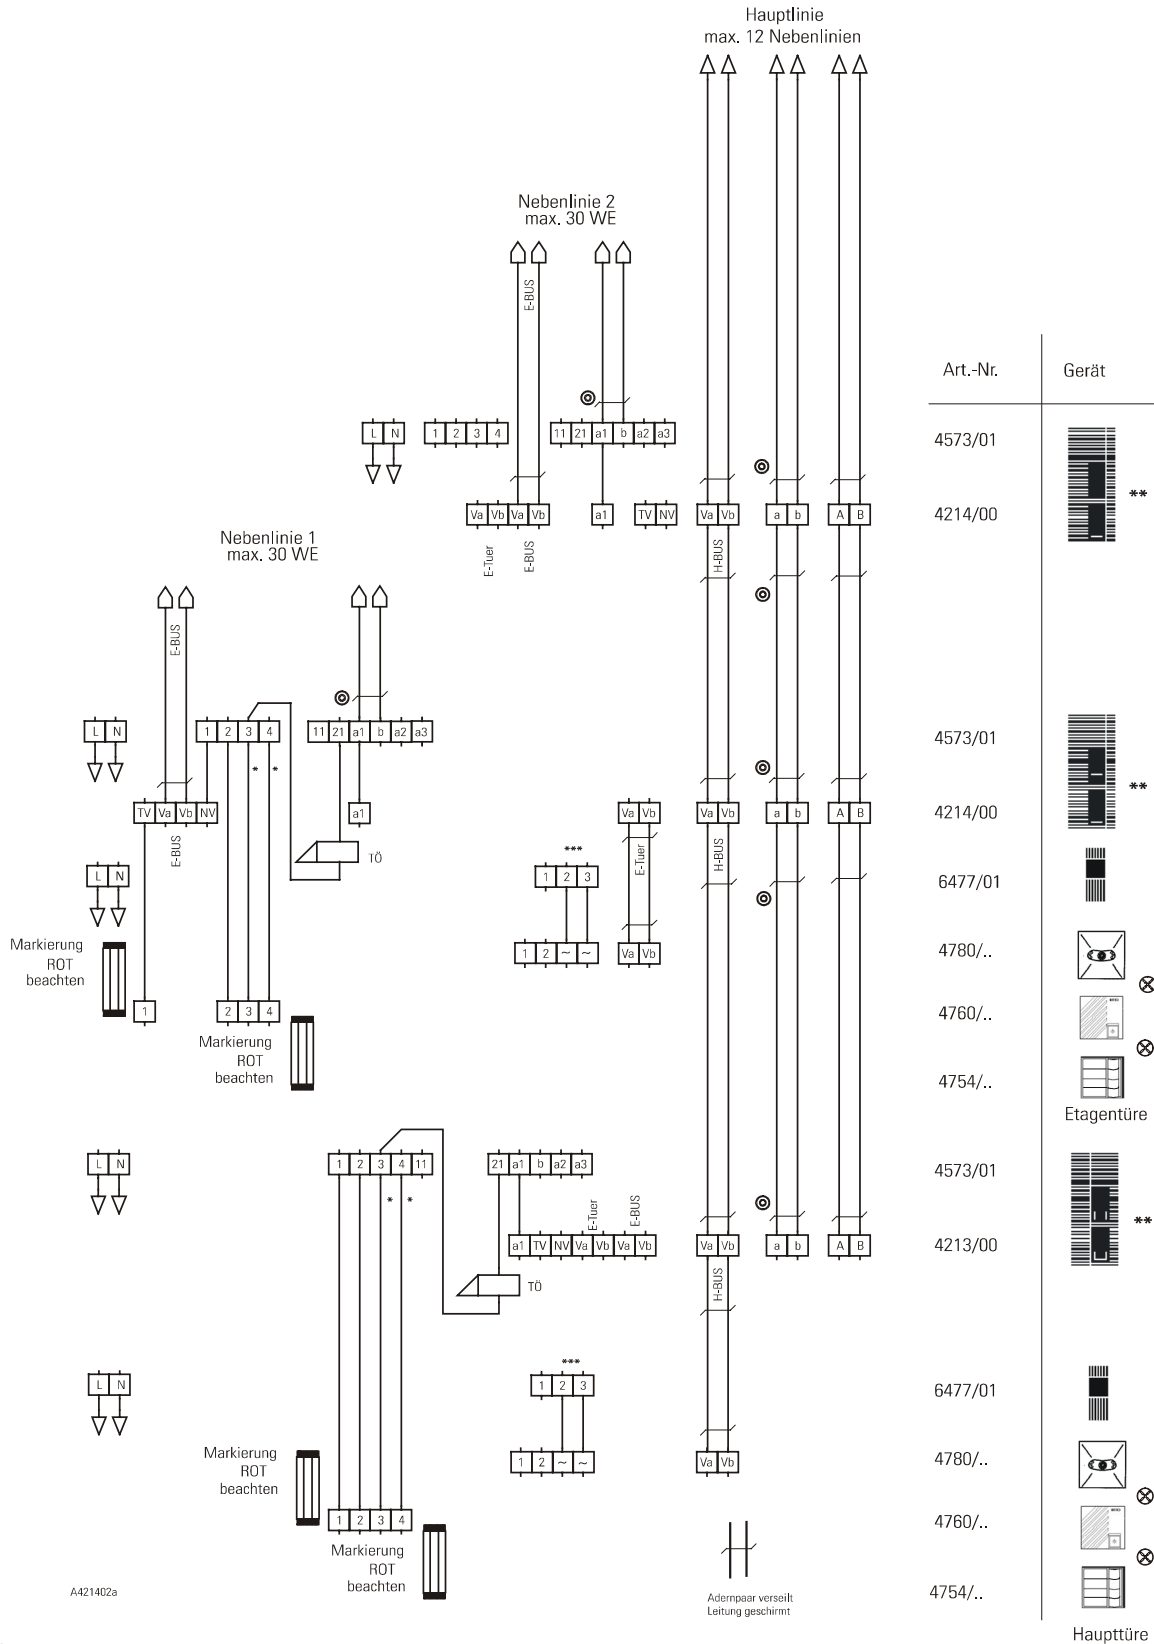 Hauptlinie
max. 12 Nebenlinien
Nebenlinie 2
max. 30 WE
E-BUS
Art.-Nr.
Gerät
L N
1 2 3 4
11 21 a1 b a2 a3
4573/01
Va Vb Va Vb
a1
TV NV
Va Vb
a b
A B
4214/00
**
E-Tuer
E-BUS
H-BUS
Nebenlinie 1
max. 30 WE
E-BUS
L N
1 2 3 4
11 21 a1 b a2 a3
4573/01
* *
TV Va Vb NV
a1
Va Vb
Va Vb
a b
A B
4214/00
**
E-BUS
TÖ
E-Tuer
H-BUS
***
L N
1 2 3
6477/01
Markierung
ROT
beachten
1 2 ~ ~
Va Vb
4780/..
1
2 3 4
4760/..
Markierung
ROT
beachten
4754/..
Etagentüre
L N
1 2 3 4 11
21 a1 b a2 a3
4573/01
* *
E-Tuer
E-BUS
**
a1 TV NV Va Vb Va Vb
Va Vb
a b
A B
4213/00
TÖ
H-BUS
***
L N
1 2 3
6477/01
Markierung
ROT
beachten
1 2 ~ ~
Va Vb
4780/..
1 2 3 4
4760/..
Markierung
ROT
beachten
A421402a
Adernpaar verseilt
Leitung geschirmt
4754/..
Haupttüre